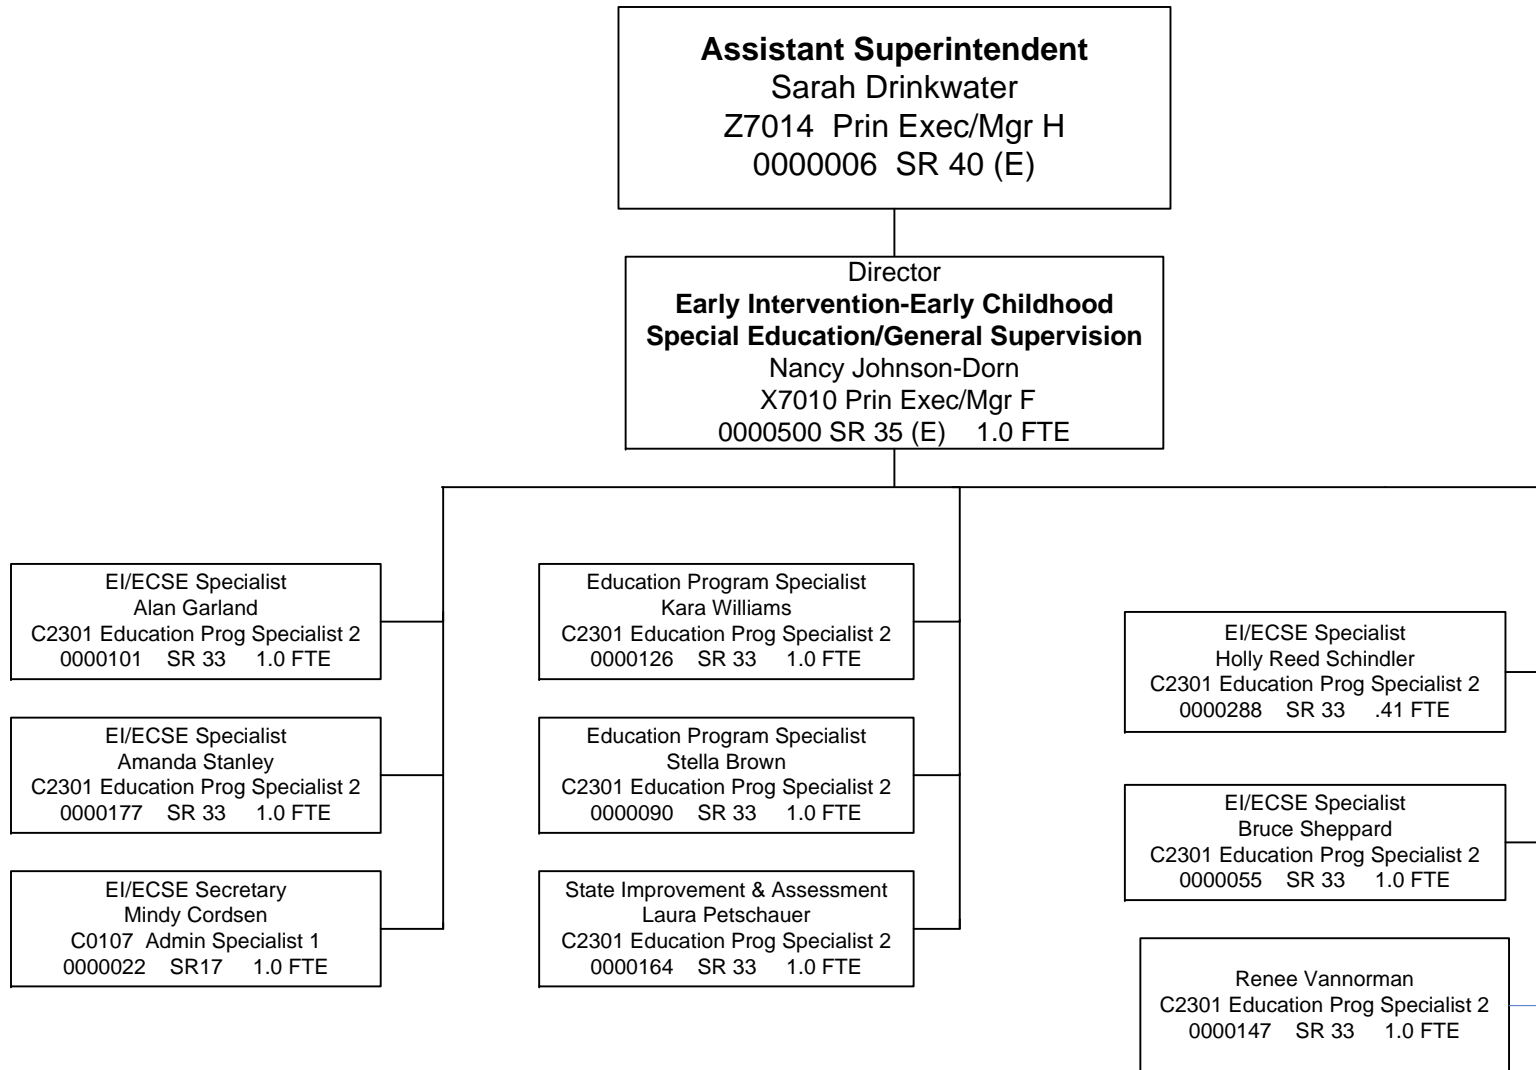 Assistant Superintendent
Sarah Drinkwater
Z7014 Prin Exec/Mgr H
0000006 SR 40 (E)
Director
Early Intervention-Early Childhood
Special Education/General Supervision
Nancy Johnson-Dorn
X7010 Prin Exec/Mgr F
0000500 SR 35 (E) 1.0 FTE
EI/ECSE Specialist
Alan Garland
C2301 Education Prog Specialist 2
0000101 SR 33 1.0 FTE
EI/ECSE Specialist
Amanda Stanley
C2301 Education Prog Specialist 2
0000177 SR 33 1.0 FTE
EI/ECSE Secretary
Mindy Cordsen
C0107 Admin Specialist 1
0000022 SR17 1.0 FTE
Education Program Specialist
Kara Williams
C2301 Education Prog Specialist 2
0000126 SR 33 1.0 FTE
Education Program Specialist
Stella Brown
C2301 Education Prog Specialist 2
0000090 SR 33 1.0 FTE
State Improvement & Assessment
Laura Petschauer
C2301 Education Prog Specialist 2
0000164 SR 33 1.0 FTE
EI/ECSE Specialist
Holly Reed Schindler
C2301 Education Prog Specialist 2
0000288 SR 33 .41 FTE
EI/ECSE Specialist
Bruce Sheppard
C2301 Education Prog Specialist 2
0000055 SR 33 1.0 FTE
Renee Vannorman
C2301 Education Prog Specialist 2
0000147 SR 33 1.0 FTE